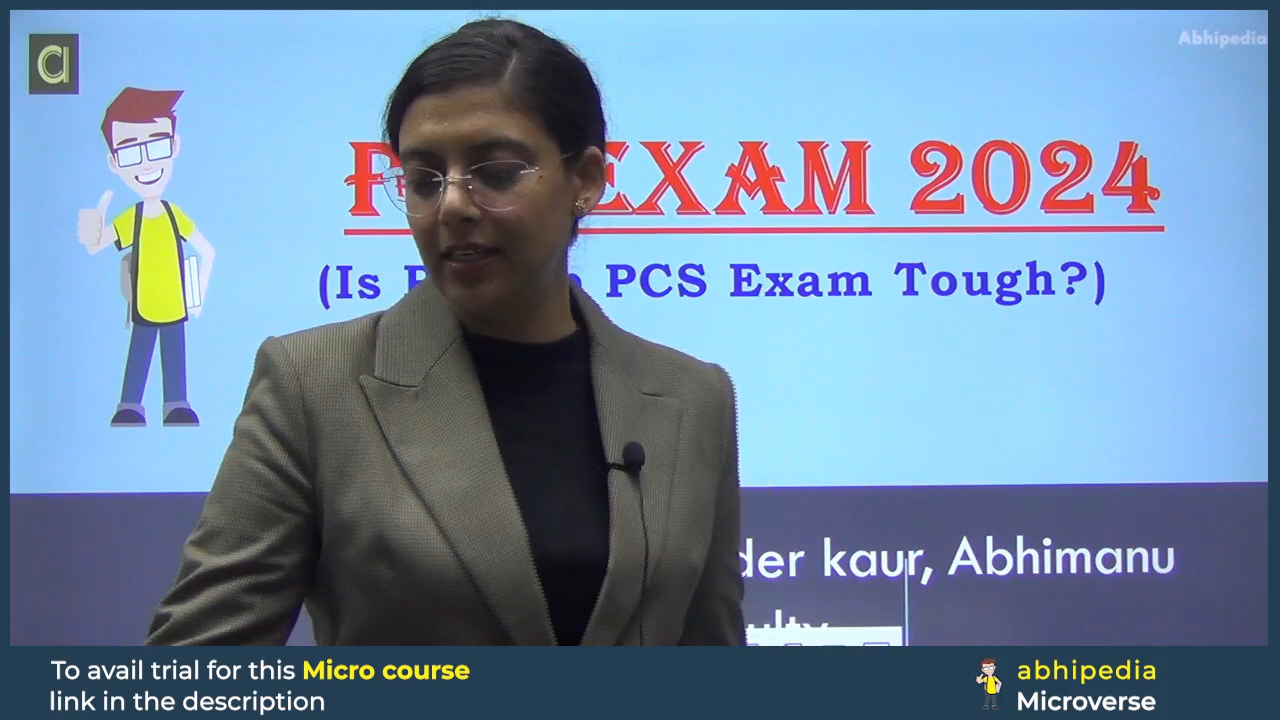 Abhipedia
EXAM 2024
(Is PCS Exam Tough?)
kaur, Abhimanu
To avail trial for this Micro course
link in the description
abhipedia
Microverse